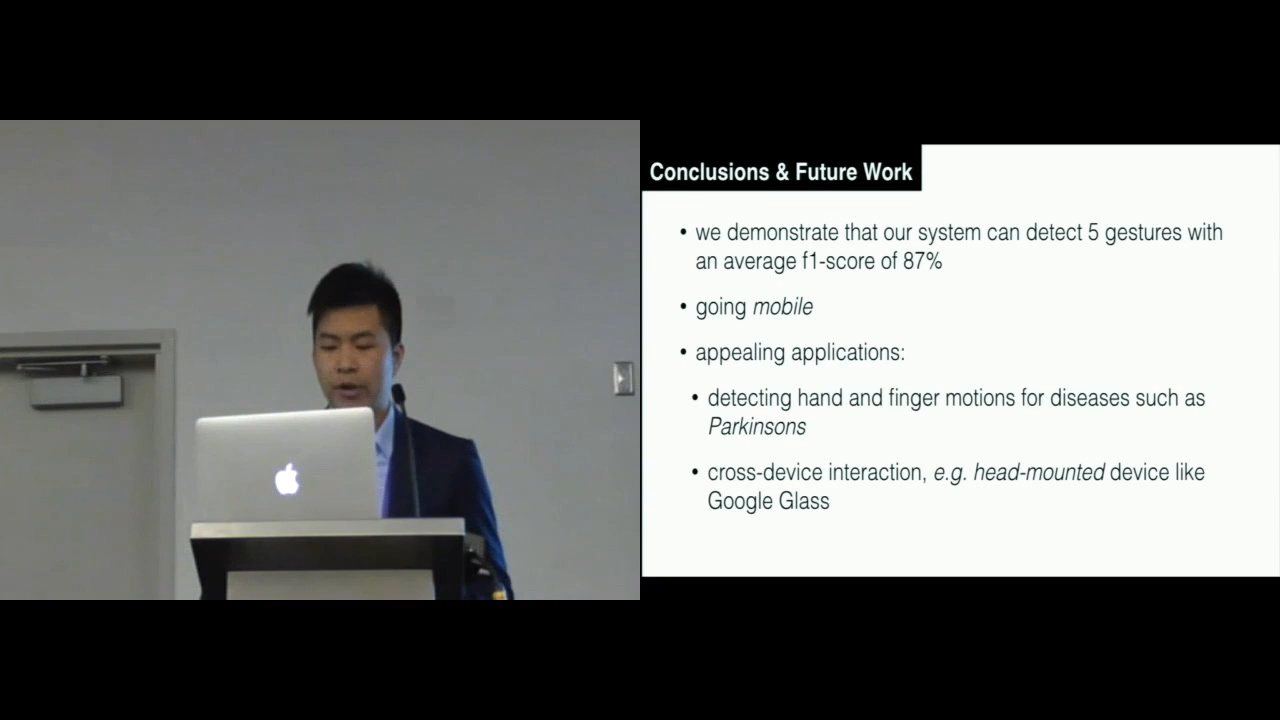 Conclusions & Future Work
• we demonstrate that our system can detect 5 gestures with
an average f1-score of 87%
• going mobile
• appealing applications:
• detecting hand and finger motions for diseases such as
Parkinsons
• cross-device interaction, e.g. head-mounted device like
Google Glass